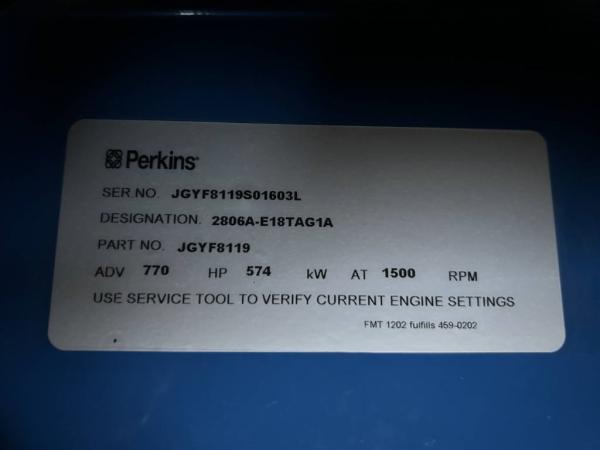 Perkins®
SER.NO. JGYF8119S01603L
DESIGNATION. 2806A-E18TAG1A
PART NO. JGYF8119
ADV 770 HP 574 kW AT 1500 RPM
USE SERVICE TOOL TO VERIFY CURRENT ENGINE SETTINGS
FMT 1202 fulfills 459-0202